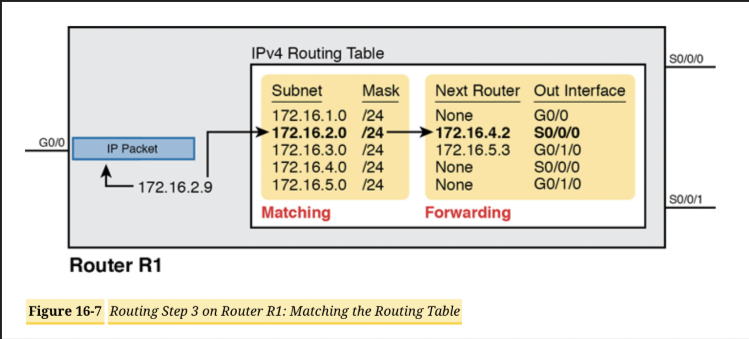 IPv4 Routing Table
S0/0/0
Subnet Mask Next Router Out Interface
172.16.1.0 /24 None G0/0
172.16.2.0 /24 172.16.4.2 S0/0/0
172.16.3.0 /24 172.16.5.3 G0/1/0
172.16.4.0 /24 None S0/0/0
172.16.5.0 /24 None G0/1/0
G0/0
IP Packet
172.16.2.9
Matching Forwarding
S0/0/1
Router R1
Figure 16-7 Routing Step 3 on Router R1: Matching the Routing Table